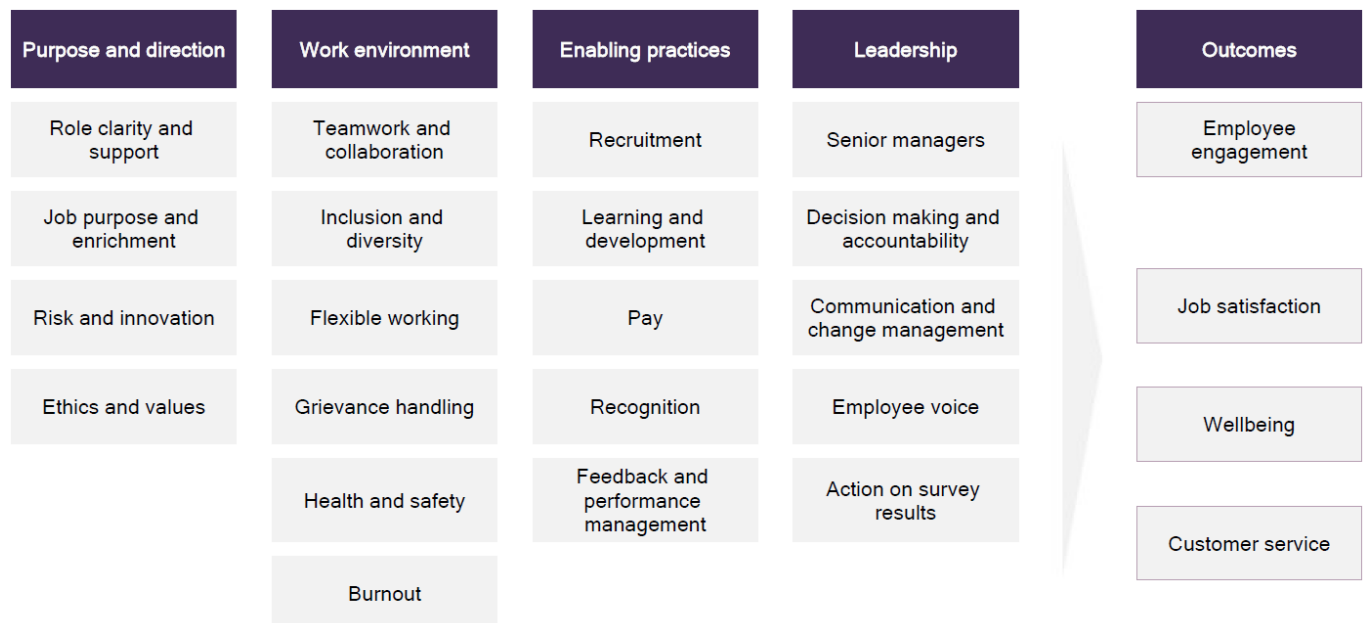 Purpose and direction
Role clarity and
support
Job purpose and
enrichment
Risk and innovation
Ethics and values
Work environment
Teamwork and
collaboration
Inclusion and
diversity
Flexible working
Grievance handling
Health and safety
Burnout
Enabling practices
Recruitment
Learning and
development
Pay
Recognition
Feedback and
performance
management
Leadership
Senior managers
Decision making and
accountability
Communication and
change management
Employee voice
Action on survey
results
Outcomes
Employee
engagement
Job satisfaction
Wellbeing
Customer service